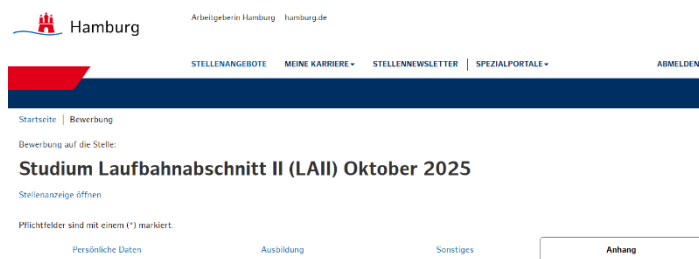 Hamburg
Arbeitgeberin Hamburg hamburg.de
STELLENANGEBOTE MEINE KARRIERE STELLENNEWSLETTER | SPEZIALPORTALE ABMELDEN
Startseite | Bewerbung
Bewerbung auf die Stelle:
Studium Laufbahnabschnitt II (LAII) Oktober 2025
Stellenanzeige öffnen
Pflichtfelder sind mit einem (*) markiert.
Persönliche Daten Ausbildung Sonstiges Anhang